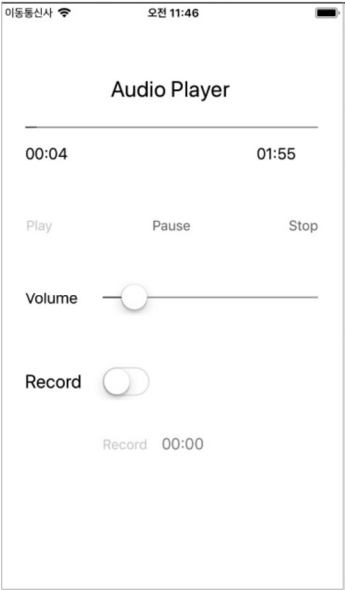 이동통신사 오전 11:46
Audio Player
00:04 01:55
Play Pause Stop
Volume
Record
Record 00:00